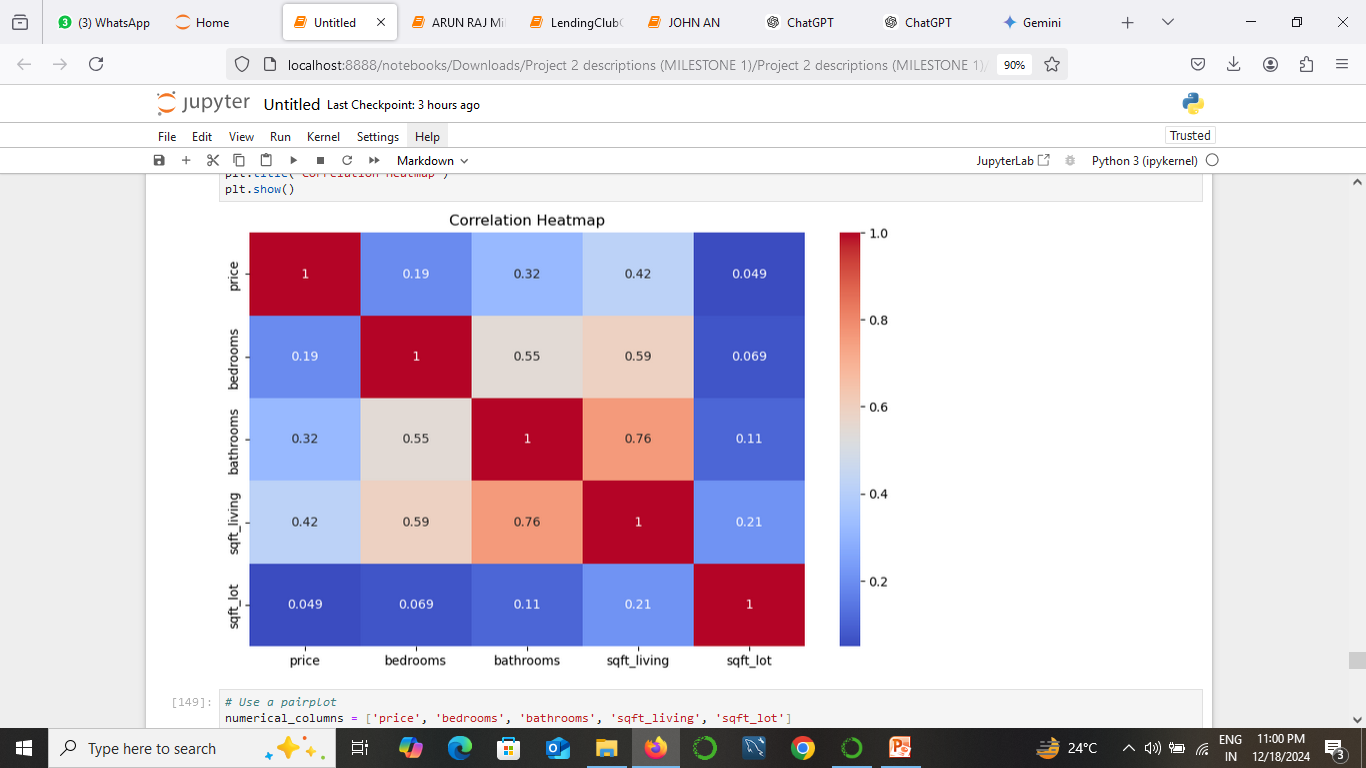 (3) WhatsApp
Home
Untitled
ARUN RAJ Mi
LendingClub
JOHN AN
ChatGPT
ChatGPT
Gemini
localhost:8888/notebooks/Downloads/Project 2 descriptions (MILESTONE 1)/Project 2 descriptions (MILESTONE 1)/
90%
jupyter Untitled Last Checkpoint: 3 hours ago
File Edit View Run Kernel Settings Help
Trusted
Markdown
JupyterLab
Python 3 (ipykernel)
plt.title("Correlation Heatmap")
plt.show()
Correlation Heatmap
price 1 0.19 0.32 0.42 0.049
bedrooms 0.19 1 0.55 0.59 0.069
bathrooms 0.32 0.55 1 0.76 0.11
sqft_living 0.42 0.59 0.76 1 0.21
sqft_lot 0.049 0.069 0.11 0.21 1
price bedrooms bathrooms sqft_living sqft_lot
1.0
0.8
0.6
0.4
0.2
[149]:
# Use a pairplot
numerical_columns = ['price', 'bedrooms', 'bathrooms', 'sqft_living', 'sqft_lot']
Type here to search
24°C
ENG
IN
11:00 PM
12/18/2024
3